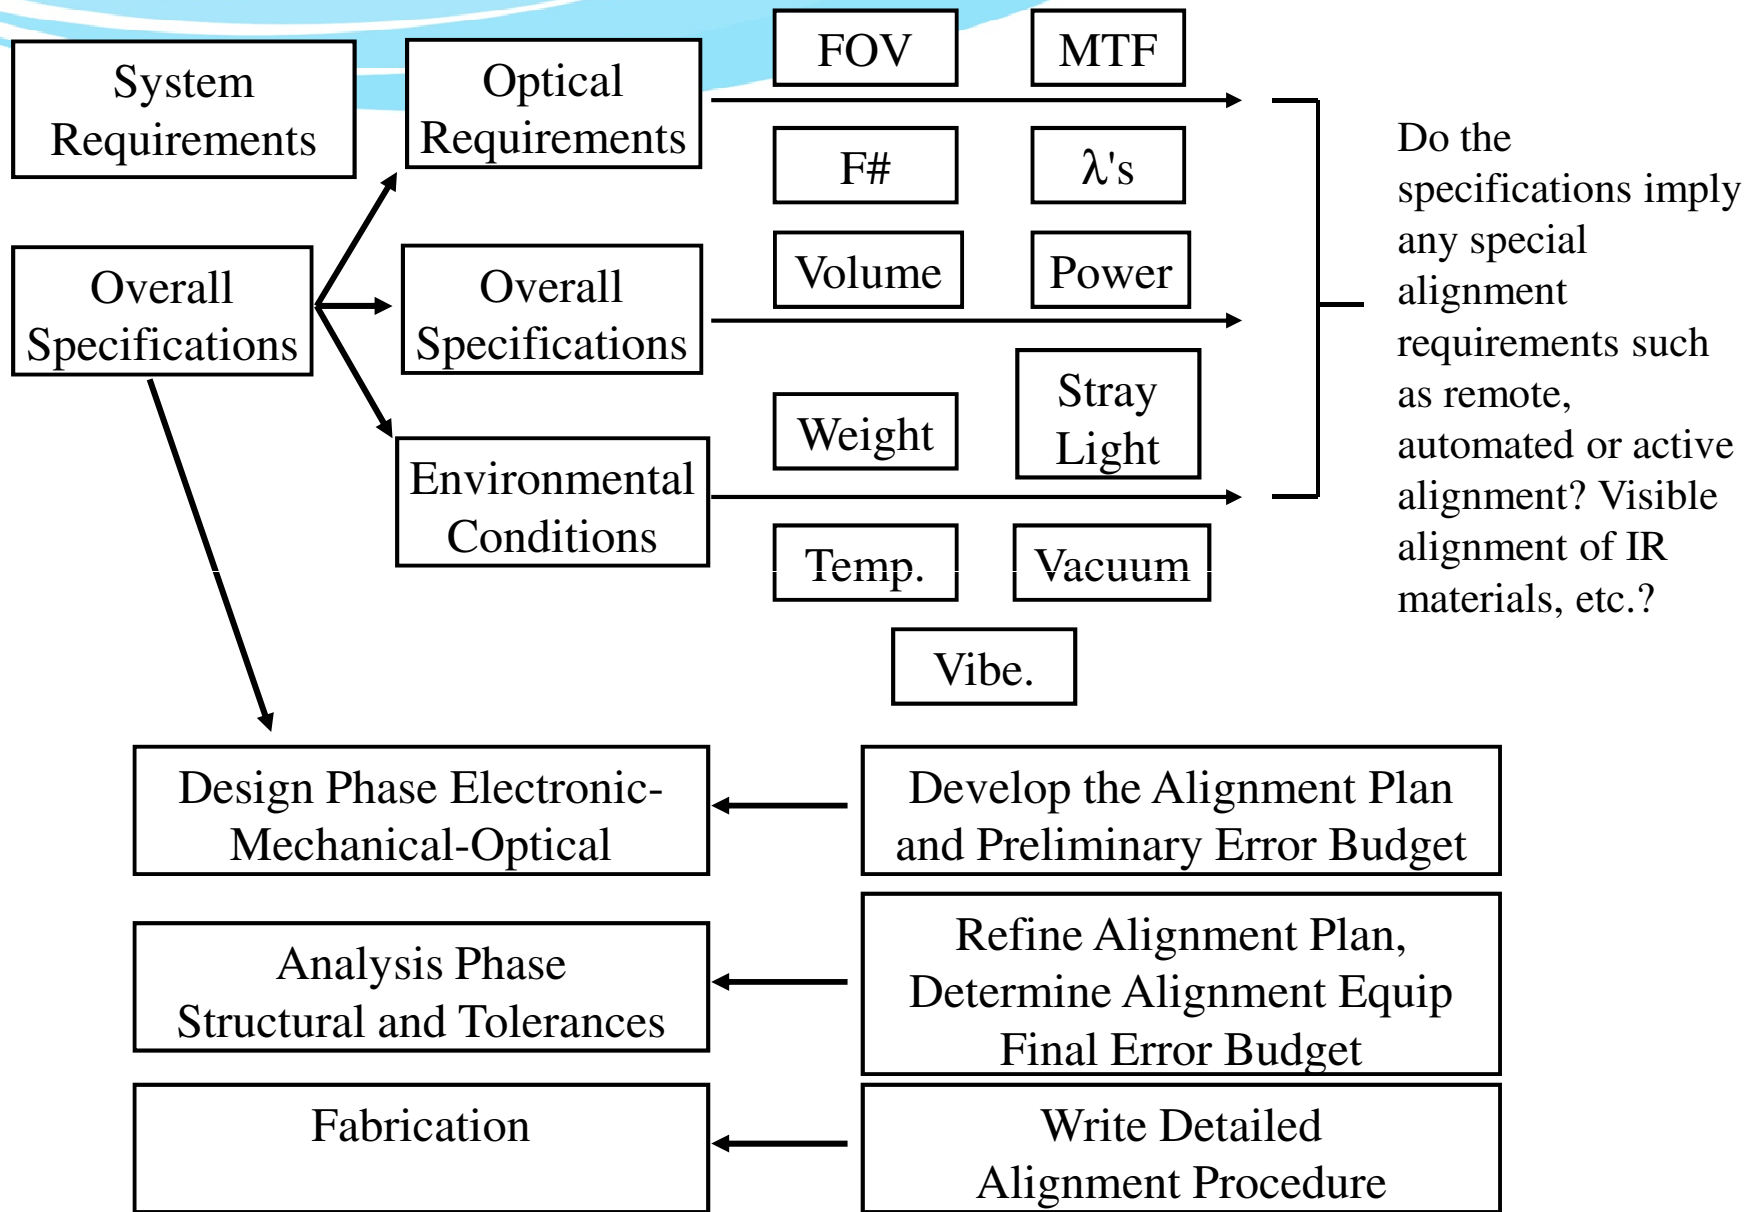 System
Requirements
Optical
Requirements
FOV
MTF
F#
λ's
Overall
Specifications
Overall
Specifications
Volume
Power
Weight
Stray
Light
Environmental
Conditions
Temp.
Vacuum
Vibe.
Do the
specifications imply
any special
alignment
requirements such
as remote,
automated or active
alignment? Visible
alignment of IR
materials, etc.?
Design Phase Electronic-
Mechanical-Optical
Develop the Alignment Plan
and Preliminary Error Budget
Analysis Phase
Structural and Tolerances
Refine Alignment Plan,
Determine Alignment Equip
Final Error Budget
Fabrication
Write Detailed
Alignment Procedure